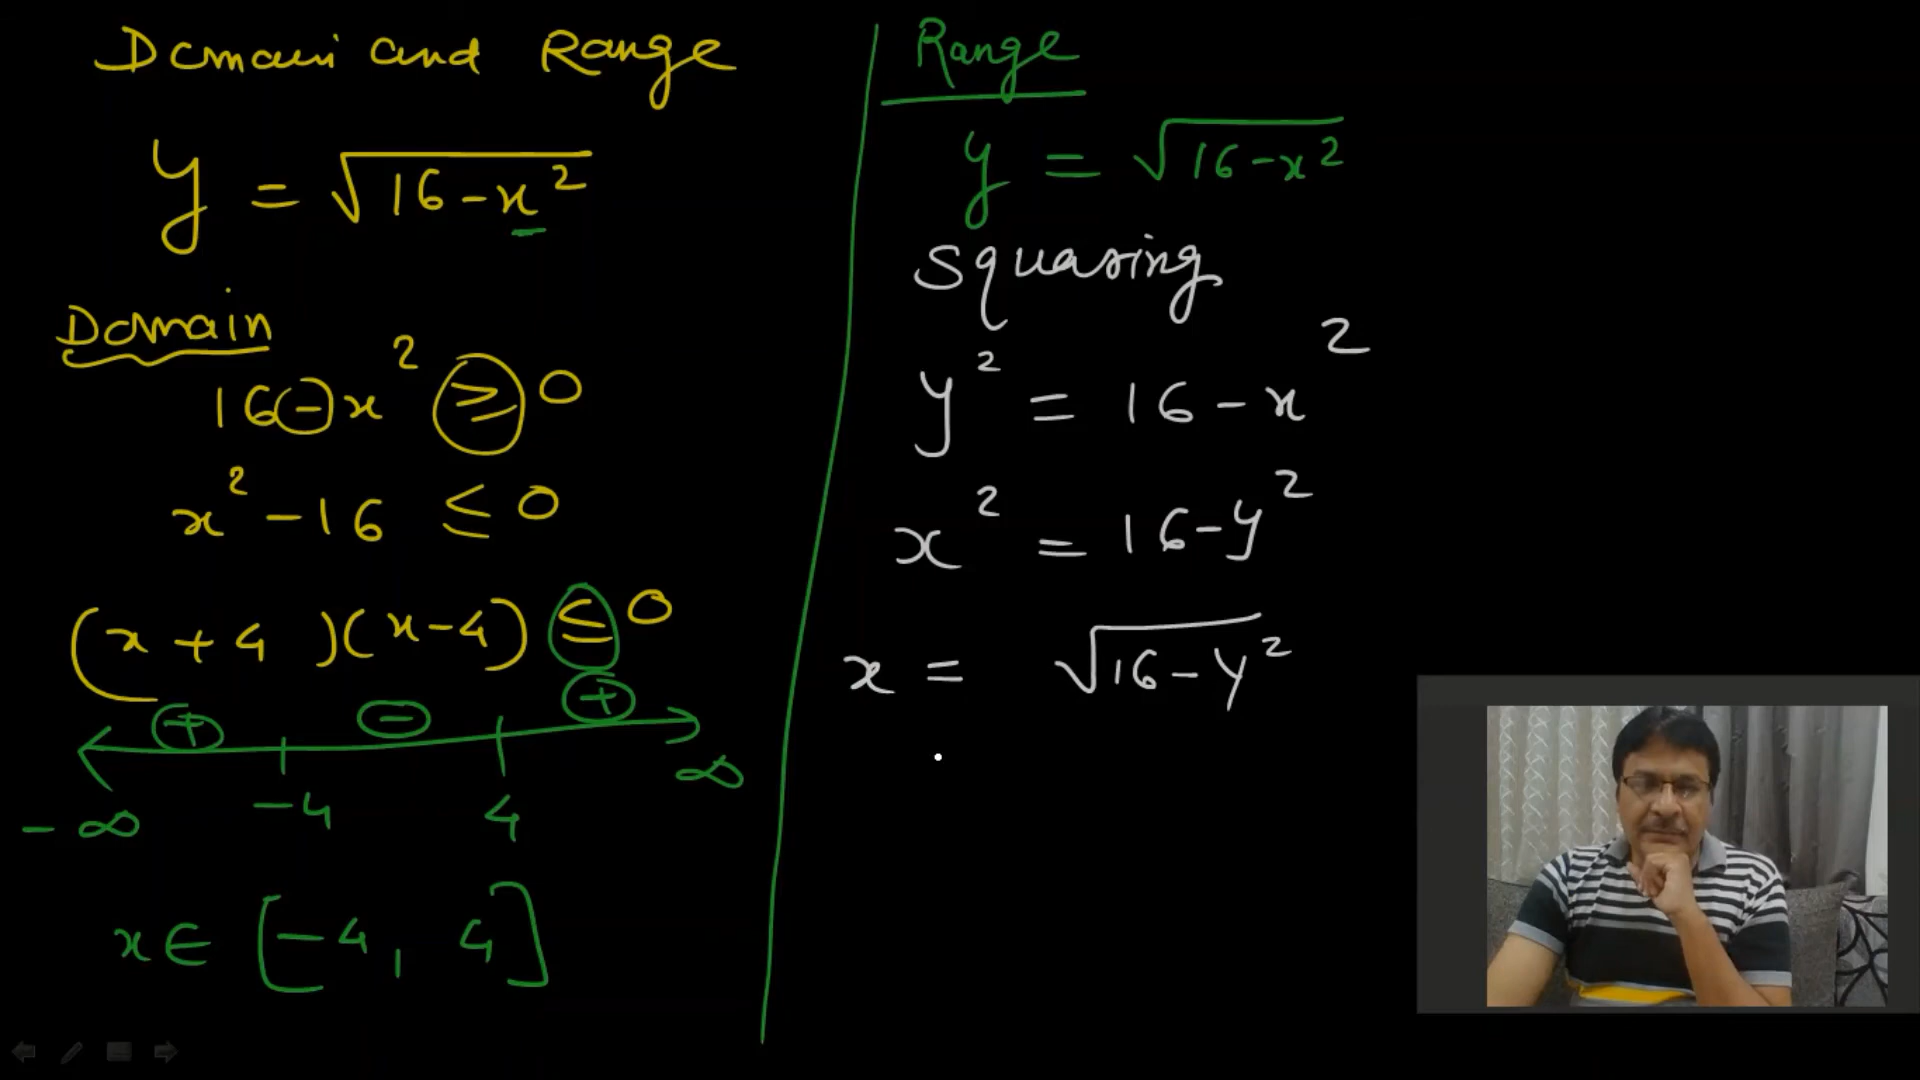 Domain and Range
y = √16-x²
Domain
16-x² ≥ 0
x²-16 ≤ 0
(x+4)(x-4) ≤ 0
+ - +
-∞ -4 4 ∞
x∈ [-4, 4]
Range
y = √16-x²
Squaring
y² = 16-x²
x² = 16-y²
x = √16-y²